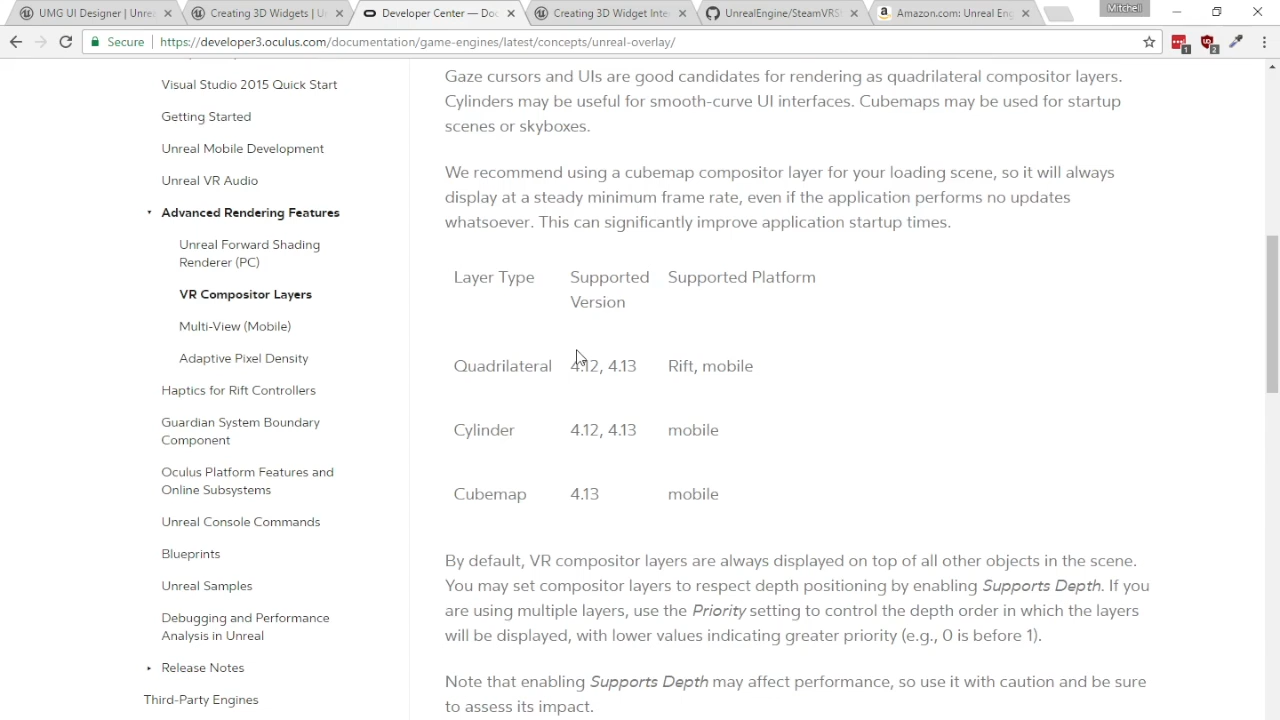 UMG UI Designer | Unre
Creating 3D Widgets | U
Developer Center — Doc
Creating 3D Widget Inte
UnrealEngine/SteamVRS
Amazon.com: Unreal Eng
Mitchell
Secure
https://developer3.oculus.com/documentation/game-engines/latest/concepts/unreal-overlay/
1
2
Visual Studio 2015 Quick Start
Getting Started
Unreal Mobile Development
Unreal VR Audio
Advanced Rendering Features
Unreal Forward Shading
Renderer (PC)
VR Compositor Layers
Multi-View (Mobile)
Adaptive Pixel Density
Haptics for Rift Controllers
Guardian System Boundary
Component
Oculus Platform Features and
Online Subsystems
Unreal Console Commands
Blueprints
Unreal Samples
Debugging and Performance
Analysis in Unreal
Release Notes
Third-Party Engines
Gaze cursors and UIs are good candidates for rendering as quadrilateral compositor layers.
Cylinders may be useful for smooth-curve UI interfaces. Cubemaps may be used for startup
scenes or skyboxes.
We recommend using a cubemap compositor layer for your loading scene, so it will always
display at a steady minimum frame rate, even if the application performs no updates
whatsoever. This can significantly improve application startup times.
Layer Type Supported Version Supported Platform
Quadrilateral 4.12, 4.13 Rift, mobile
Cylinder 4.12, 4.13 mobile
Cubemap 4.13 mobile
By default, VR compositor layers are always displayed on top of all other objects in the scene.
You may set compositor layers to respect depth positioning by enabling Supports Depth. If you
are using multiple layers, use the Priority setting to control the depth order in which the layers
will be displayed, with lower values indicating greater priority (e.g., 0 is before 1).
Note that enabling Supports Depth may affect performance, so use it with caution and be sure
to assess its impact.